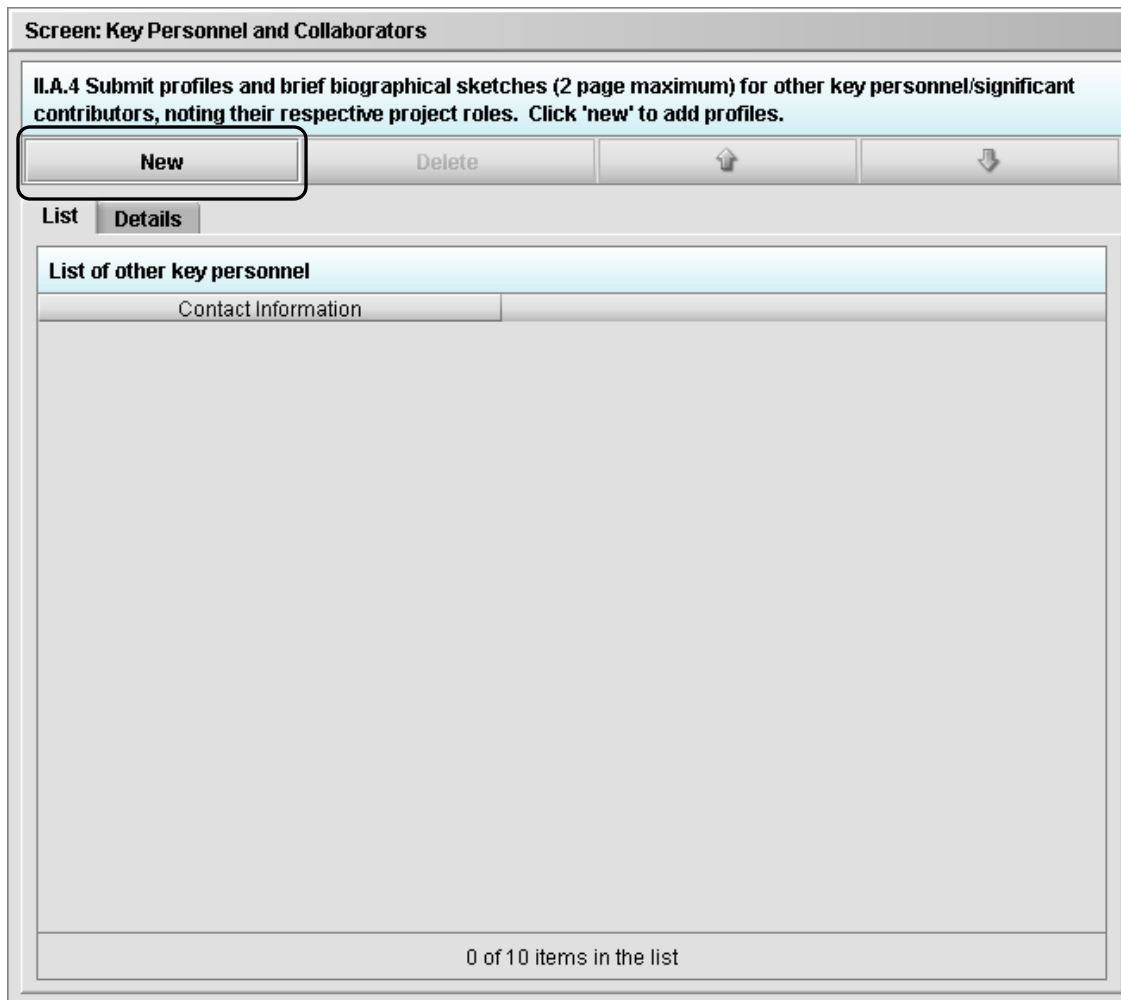 Screen: Key Personnel and Collaborators
II.A.4 Submit profiles and brief biographical sketches (2 page maximum) for other key personnel/significant
contributors, noting their respective project roles.  Click 'new' to add profiles.
New
Delete
List
Details
List of other key personnel
Contact Information
0 of 10 items in the list